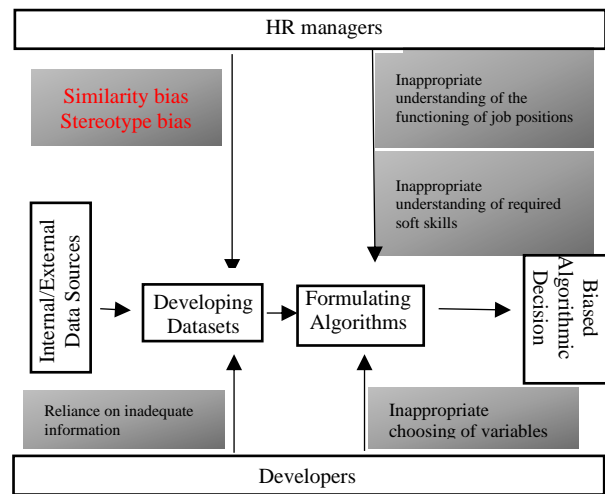 HR managers
Similarity bias
Stereotype bias
Inappropriate
understanding of the
functioning of job positions
Inappropriate
understanding of required
soft skills
Internal/External
Data Sources
Developing
Datasets
Formulating
Algorithms
Biased
Algorithmic
Decision
Reliance on inadequate
information
Inappropriate
choosing of variables
Developers